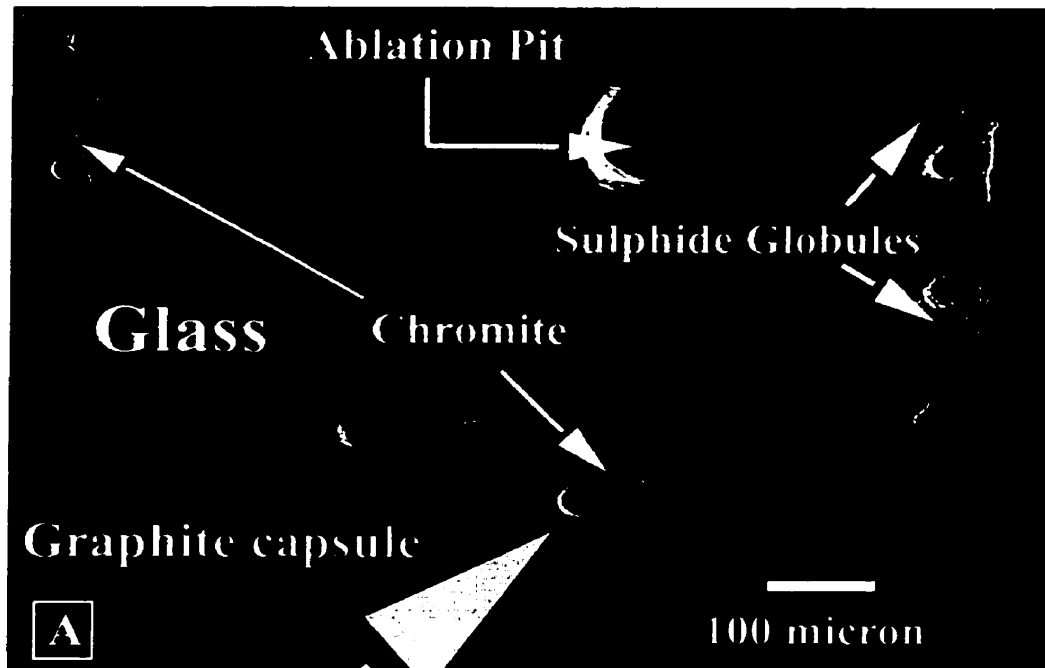 Ablation Pit
Sulphide Globules
Glass
Chromite
Graphite capsule
A
100 micron